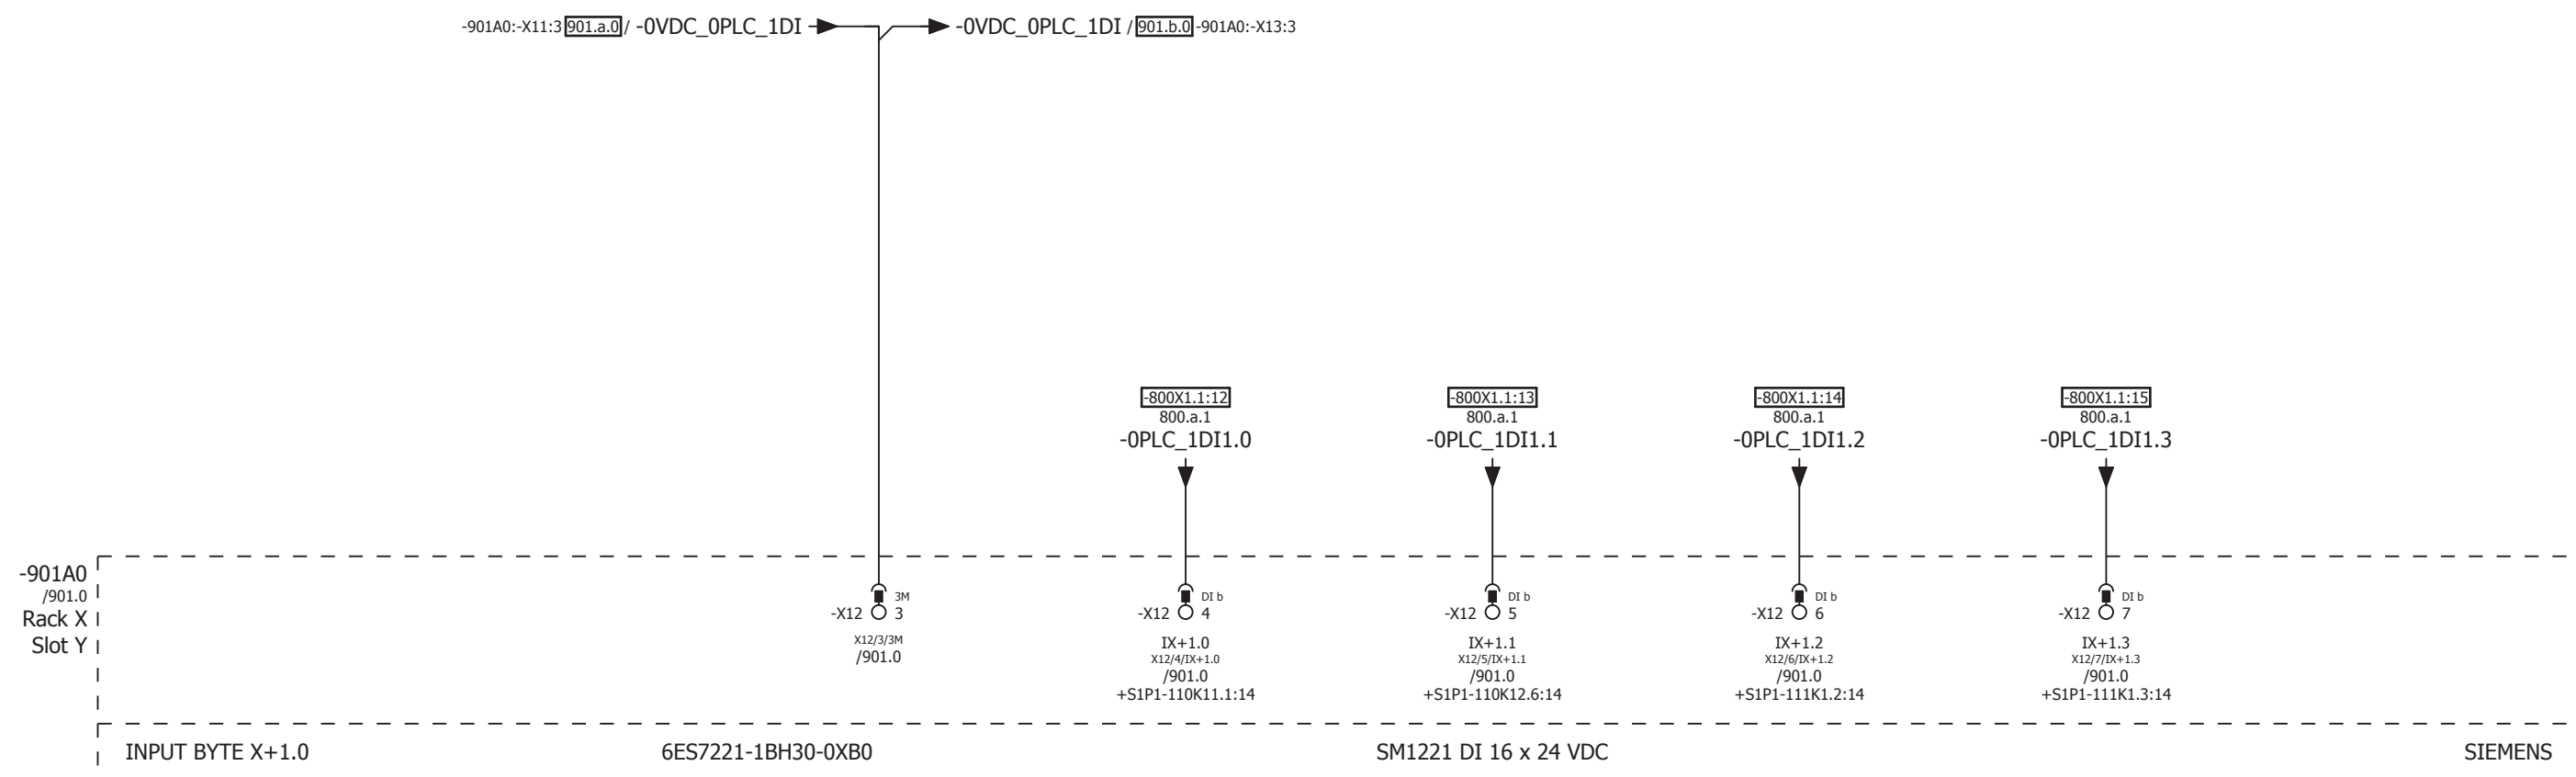 -901A0:-X11:3 901.a.0 / -0VDC_0PLC_1DI -0VDC_0PLC_1DI / 901.b.0 -901A0:-X13:3
-800X1.1:12 -800X1.1:13 -800X1.1:14 -800X1.1:15
800.a.1 800.a.1 800.a.1 800.a.1
-0PLC_1DI1.0 -0PLC_1DI1.1 -0PLC_1DI1.2 -0PLC_1DI1.3
-901A0
/901.0
Rack X
Slot Y
3M DI b DI b DI b DI b
-X12 3 -X12 4 -X12 5 -X12 6 -X12 7
X12/3/3M IX+1.0 IX+1.1 IX+1.2 IX+1.3
/901.0 X12/4/IX+1.0 X12/5/IX+1.1 X12/6/IX+1.2 X12/7/IX+1.3
/901.0 /901.0 /901.0 /901.0
+S1P1-110K11.1:14 +S1P1-110K12.6:14 +S1P1-111K1.2:14 +S1P1-111K1.3:14
INPUT BYTE X+1.0 6ES7221-1BH30-0XB0 SM1221 DI 16 x 24 VDC SIEMENS